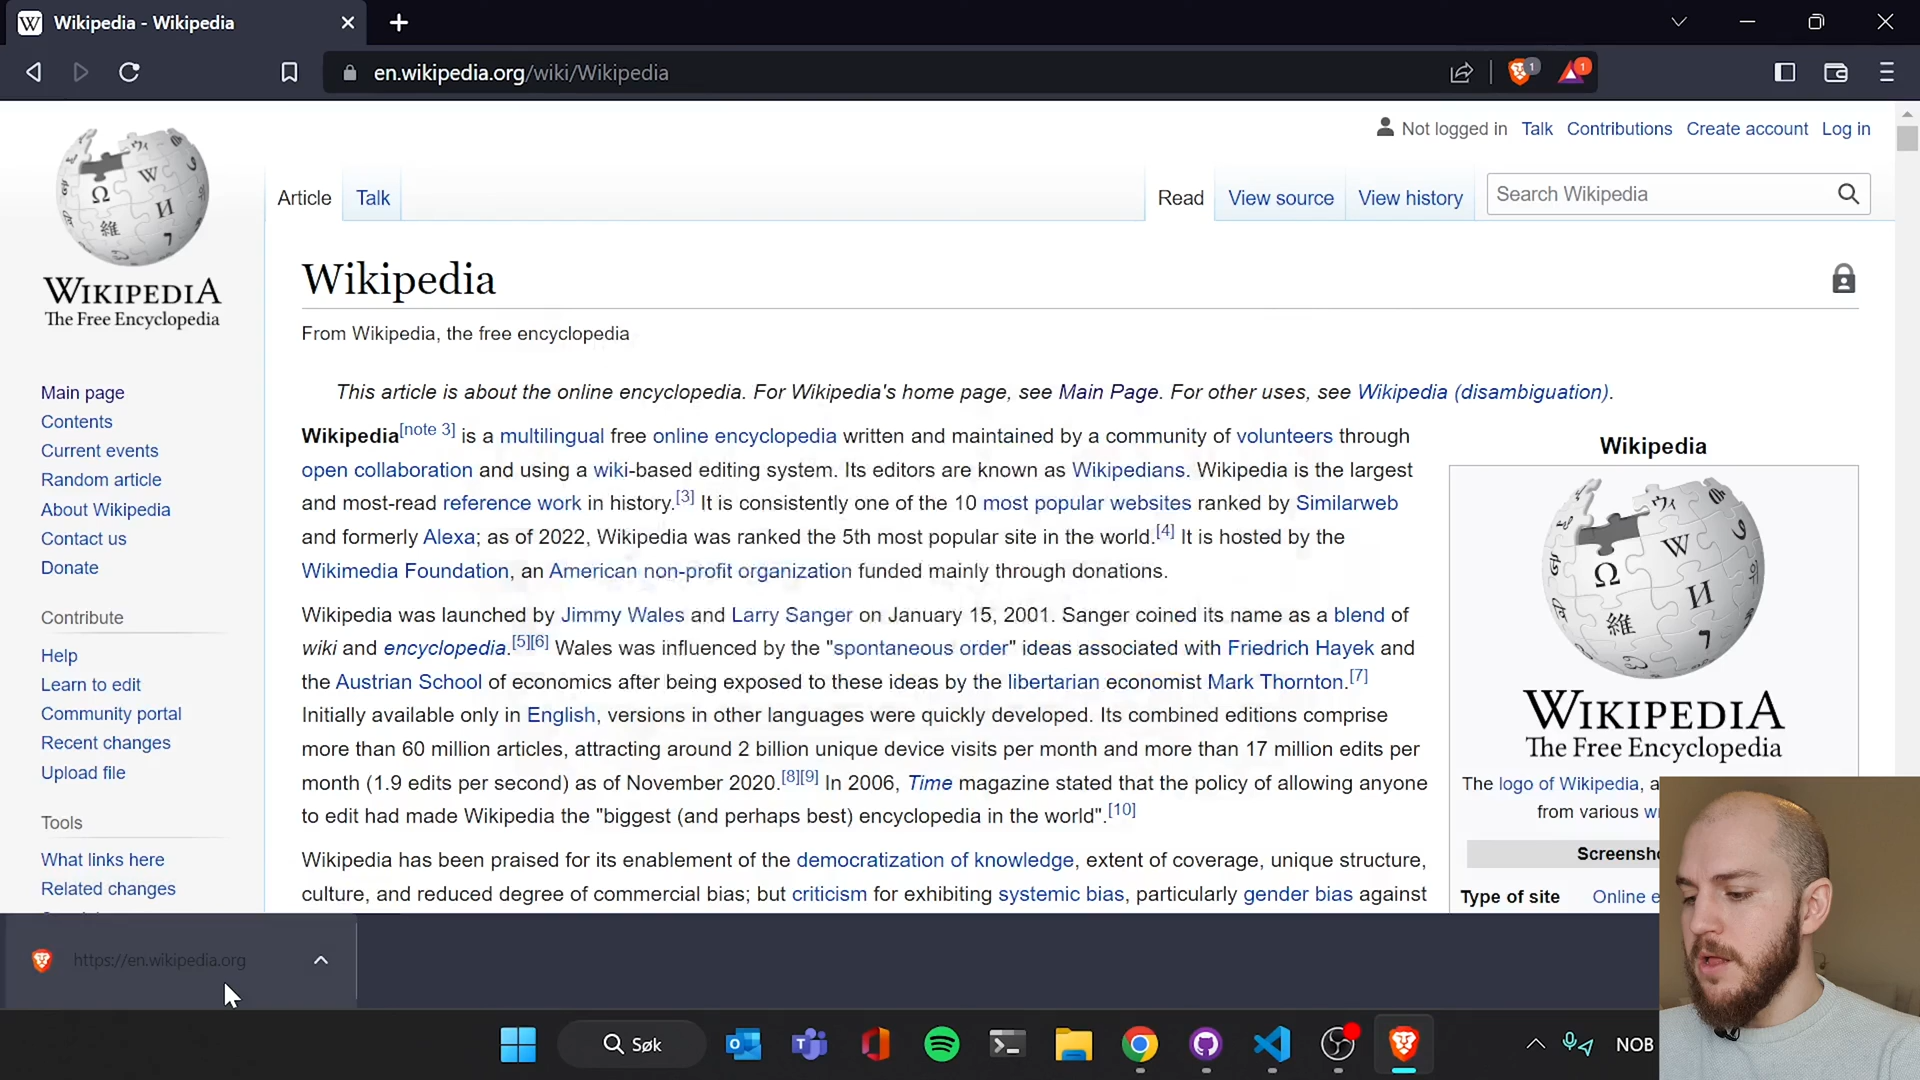 Wikipedia - Wikipedia
en.wikipedia.org/wiki/Wikipedia
1
1
WIKIPEDIA
The Free Encyclopedia
Not logged in Talk Contributions Create account Log in
Article Talk Read View source View history Search Wikipedia
Wikipedia
From Wikipedia, the free encyclopedia
This article is about the online encyclopedia. For Wikipedia's home page, see Main Page. For other uses, see Wikipedia (disambiguation).
Wikipedia[note 3] is a multilingual free online encyclopedia written and maintained by a community of volunteers through
open collaboration and using a wiki-based editing system. Its editors are known as Wikipedians. Wikipedia is the largest
and most-read reference work in history.[3] It is consistently one of the 10 most popular websites ranked by Similarweb
and formerly Alexa; as of 2022, Wikipedia was ranked the 5th most popular site in the world.[4] It is hosted by the
Wikimedia Foundation, an American non-profit organization funded mainly through donations.
Wikipedia was launched by Jimmy Wales and Larry Sanger on January 15, 2001. Sanger coined its name as a blend of
wiki and encyclopedia.[5][6] Wales was influenced by the "spontaneous order" ideas associated with Friedrich Hayek and
the Austrian School of economics after being exposed to these ideas by the libertarian economist Mark Thornton.[7]
Initially available only in English, versions in other languages were quickly developed. Its combined editions comprise
more than 60 million articles, attracting around 2 billion unique device visits per month and more than 17 million edits per
month (1.9 edits per second) as of November 2020.[8][9] In 2006, Time magazine stated that the policy of allowing anyone
to edit had made Wikipedia the "biggest (and perhaps best) encyclopedia in the world".[10]
Wikipedia has been praised for its enablement of the democratization of knowledge, extent of coverage, unique structure,
culture, and reduced degree of commercial bias; but criticism for exhibiting systemic bias, particularly gender bias against
Main page
Contents
Current events
Random article
About Wikipedia
Contact us
Donate
Contribute
Help
Learn to edit
Community portal
Recent changes
Upload file
Tools
What links here
Related changes
Wikipedia
Ω W И 維 7
WIKIPEDIA
The Free Encyclopedia
The logo of Wikipedia, a
from various w
Screensh
Type of site Online e
https://en.wikipedia.org
Søk
NOB